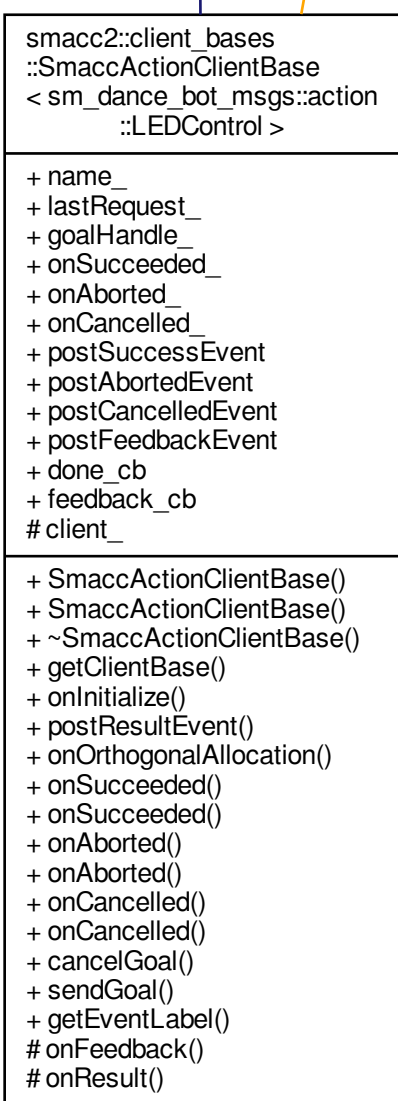 smacc2::client_bases
::SmaccActionClientBase
< sm_dance_bot_msgs::action
::LEDControl >
+ name_
+ lastRequest_
+ goalHandle_
+ onSucceeded_
+ onAborted_
+ onCancelled_
+ postSuccessEvent
+ postAbortedEvent
+ postCancelledEvent
+ postFeedbackEvent
+ done_cb
+ feedback_cb
# client_
+ SmaccActionClientBase()
+ SmaccActionClientBase()
+ ~SmaccActionClientBase()
+ getClientBase()
+ onInitialize()
+ postResultEvent()
+ onOrthogonalAllocation()
+ onSucceeded()
+ onSucceeded()
+ onAborted()
+ onAborted()
+ onCancelled()
+ onCancelled()
+ cancelGoal()
+ sendGoal()
+ getEventLabel()
# onFeedback()
# onResult()